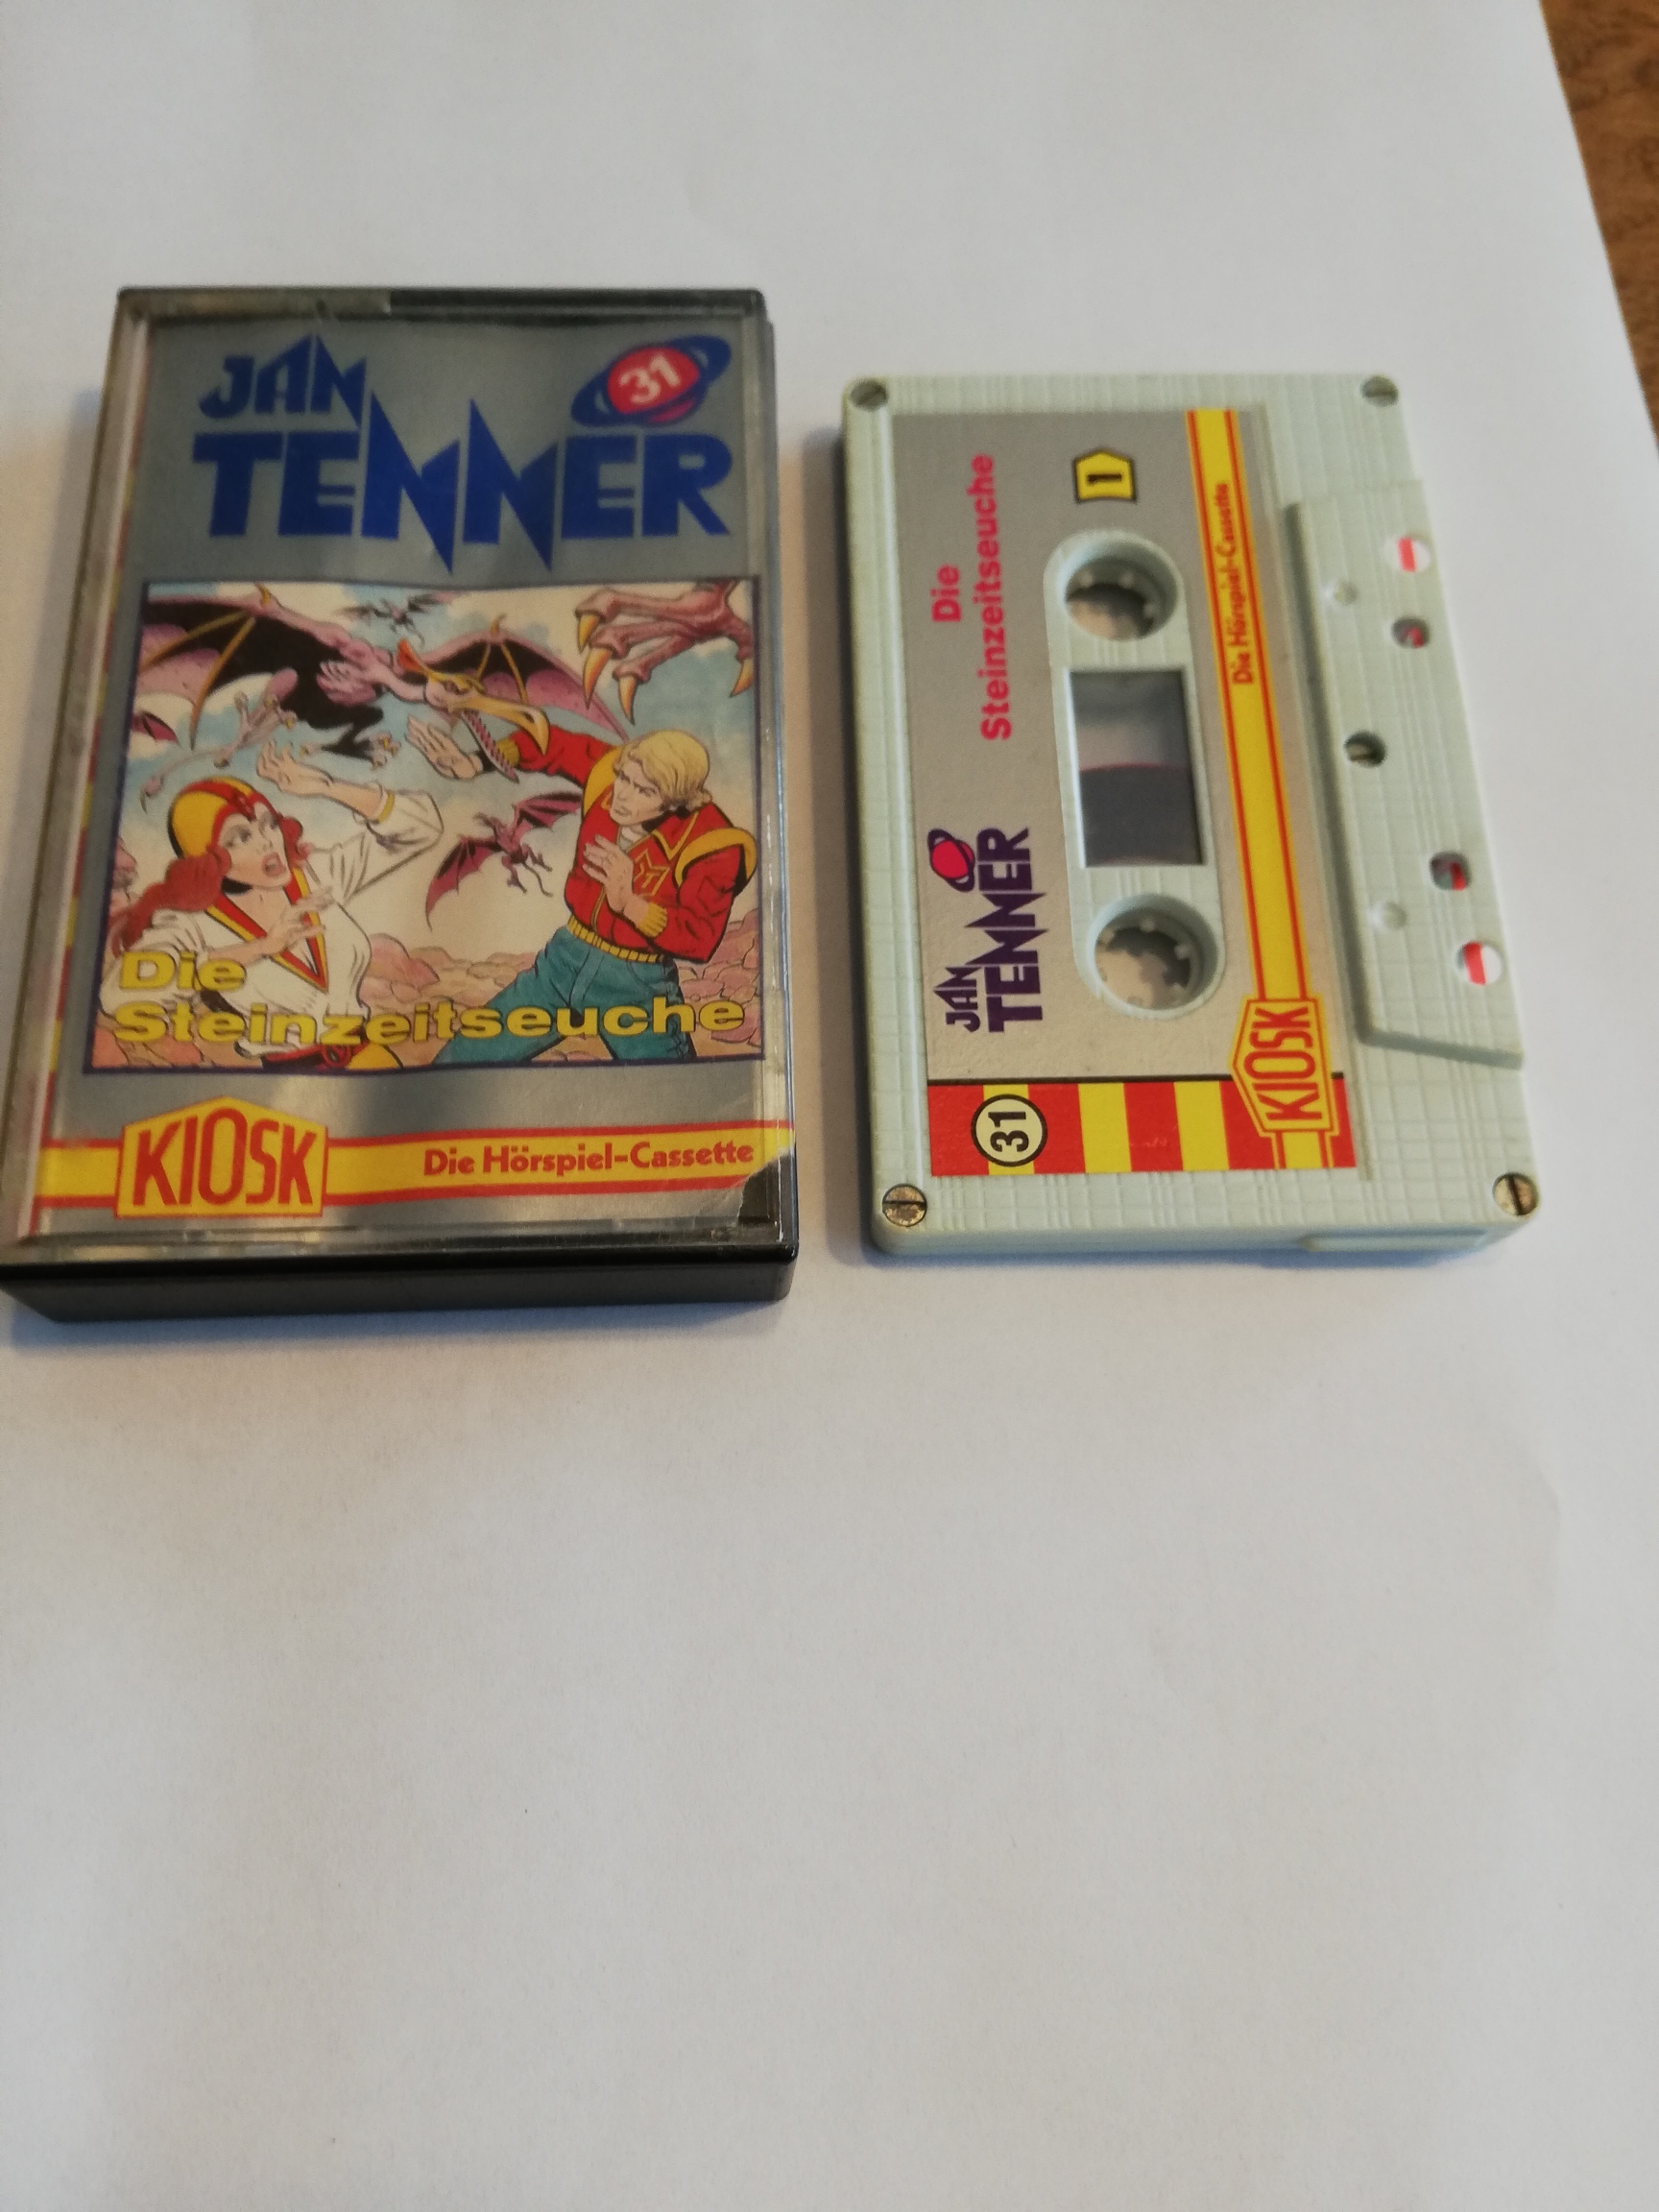 JAN
TENNER
31
Die
Steinzeitseuche
KIOSK
Die Hörspiel-Cassette
Die
Steinzeitseuche
1
JAN
TENNER
Die Hörspiel-Cassette
31
KIOSK